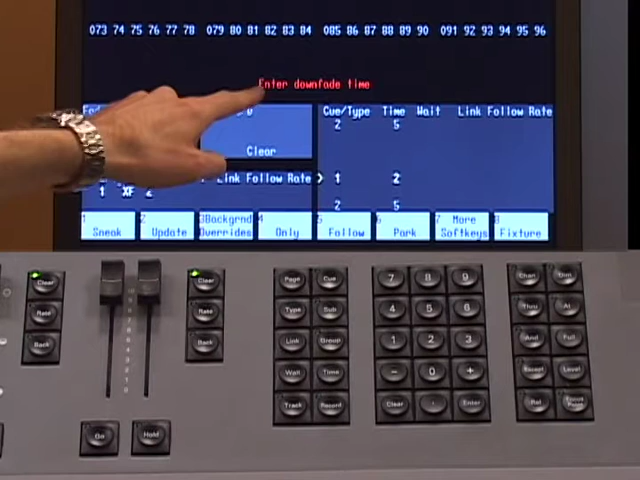 073 74 75 76 77 78 079 80 81 82 83 84 085 86 87 88 89 90 091 92 93 94 95 96
Enter downfade time
Cue/Type Time Wait Link Follow Rate
2 5
Clear
Link Follow Rate > 1 2
1 XF 2
2 5
1 Sneak
2 Update
3Backgrnd Overrides
4 Only
5 Follow
6 Park
7 More Softkeys
8 Fixture
Clear
Rate
Back
Clear
Rate
Back
Go
Hold
Page Cue
Type Sub
Link Group
Wait Time
Track Record
7 8 9
4 5 6
1 2 3
- 0 +
Clear . Enter
Chan Dim
Thru At
And Full
Except Level
Rel Focus Point